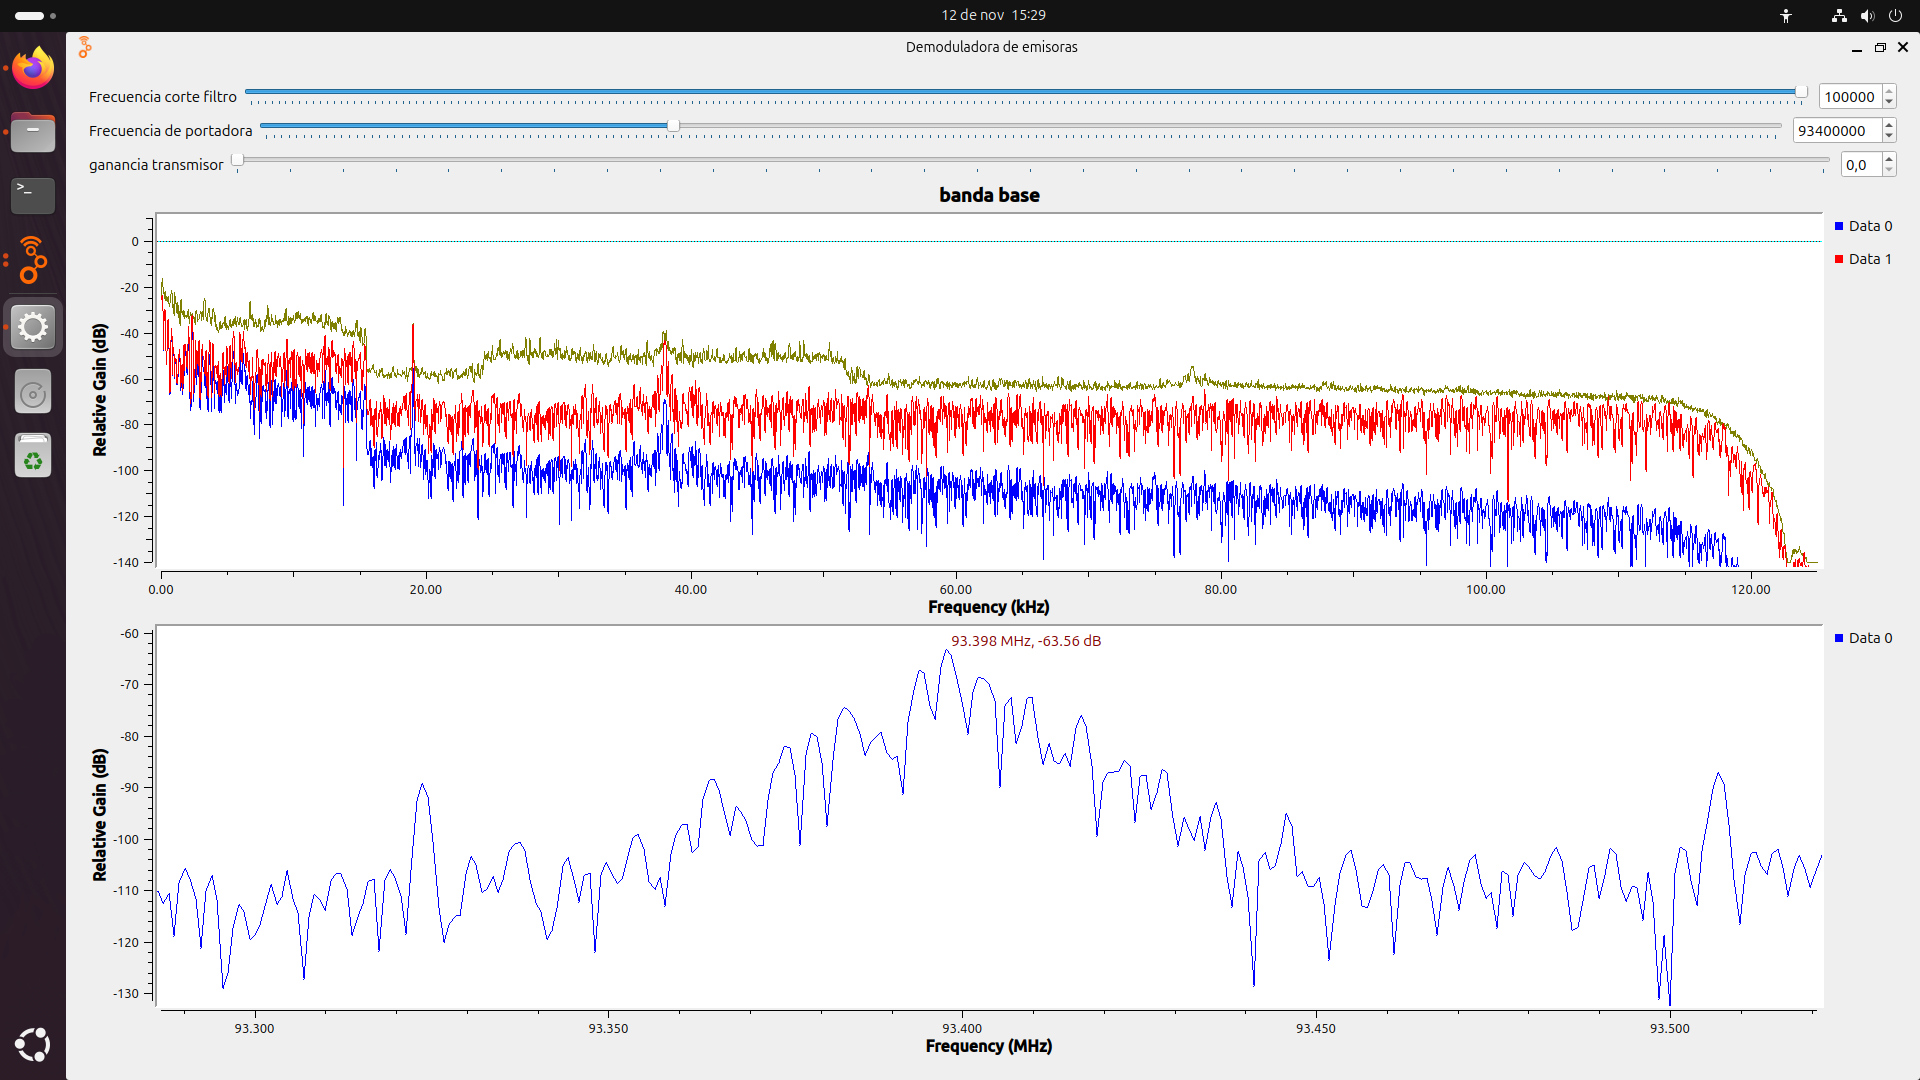 12 de nov 15:29
Demoduladora de emisoras
Frecuencia corte filtro 100000
Frecuencia de portadora 93400000
ganancia transmisor 0,0
banda base
Relative Gain (dB)
0
-20
-40
-60
-80
-100
-120
-140
0.00 20.00 40.00 60.00 80.00 100.00 120.00
Frequency (kHz)
Data 0
Data 1
93.398 MHz, -63.56 dB
Relative Gain (dB)
-60
-70
-80
-90
-100
-110
-120
-130
93.300 93.350 93.400 93.450 93.500
Frequency (MHz)
Data 0